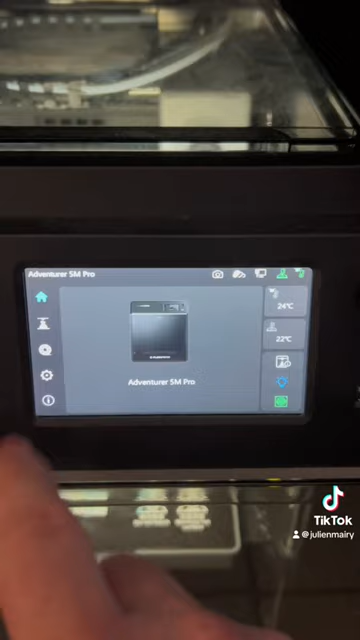 Adventurer 5M Pro
24°C
22°C
Adventurer 5M Pro
TikTok
@julienmairy